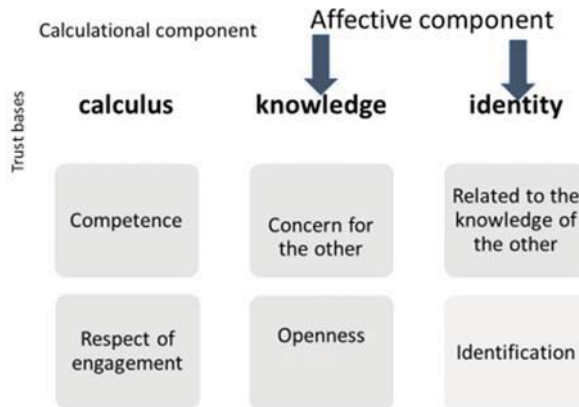 Calculational component
Affective component
Trust bases
calculus
knowledge
identity
Competence
Concern for
the other
Related to the
knowledge of
the other
Respect of
engagement
Openness
Identification